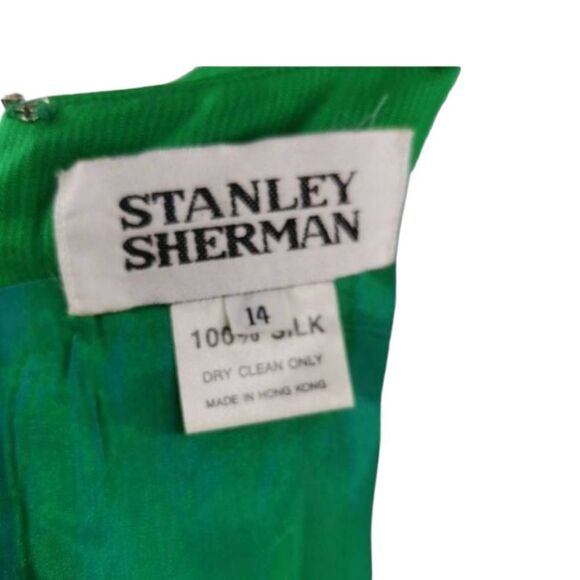 STANLEY
SHERMAN
14
100% SILK
DRY CLEAN ONLY
MADE IN HONG KONG